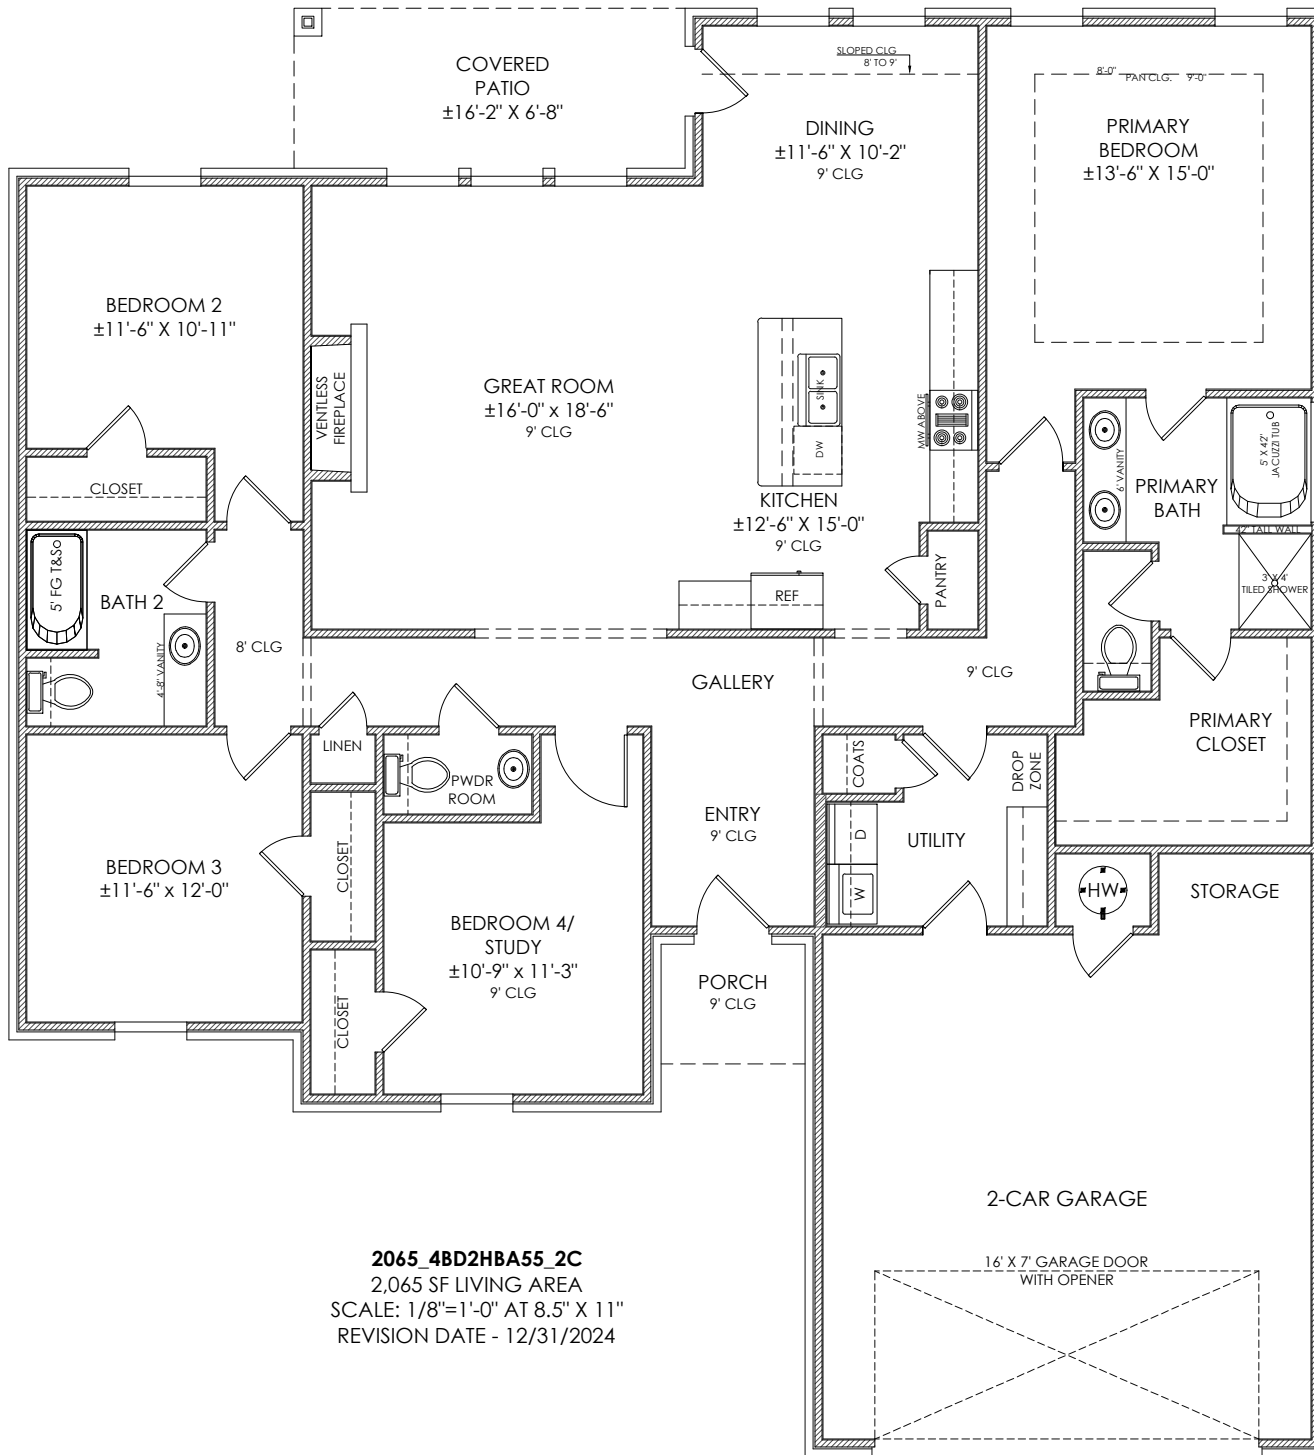 COVERED
PATIO
±16'-2" X 6'-8"
SLOPED CLG
8' TO 9'
DINING
±11'-6" X 10'-2"
9' CLG
8'-0"
PAN CLG.
9'-0
PRIMARY
BEDROOM
±13'-6" X 15'-0"
BEDROOM 2
±11'-6" X 10'-11"
VENTLESS
FIREPLACE
GREAT ROOM
±16'-0" x 18'-6"
9' CLG
SINK
DW
MW ABOVE
KITCHEN
±12'-6" X 15'-0"
9' CLG
REF
PANTRY
6' VANITY
PRIMARY
BATH
5' X 42"
JACUZZI TUB
42" TALL WALL
3' X 4'
TILED SHOWER
CLOSET
5' FG T&S
BATH 2
4'-8" VANITY
8' CLG
GALLERY
9' CLG
PRIMARY
CLOSET
LINEN
PWDR
ROOM
COATS
DROP
ZONE
ENTRY
9' CLG
D
W
UTILITY
HW
STORAGE
BEDROOM 3
±11'-6" x 12'-0"
CLOSET
BEDROOM 4/
STUDY
±10'-9" x 11'-3"
9' CLG
CLOSET
PORCH
9' CLG
2-CAR GARAGE
16' X 7' GARAGE DOOR
WITH OPENER
2065_4BD2HBA55_2C
2,065 SF LIVING AREA
SCALE: 1/8"=1'-0" AT 8.5" X 11"
REVISION DATE - 12/31/2024